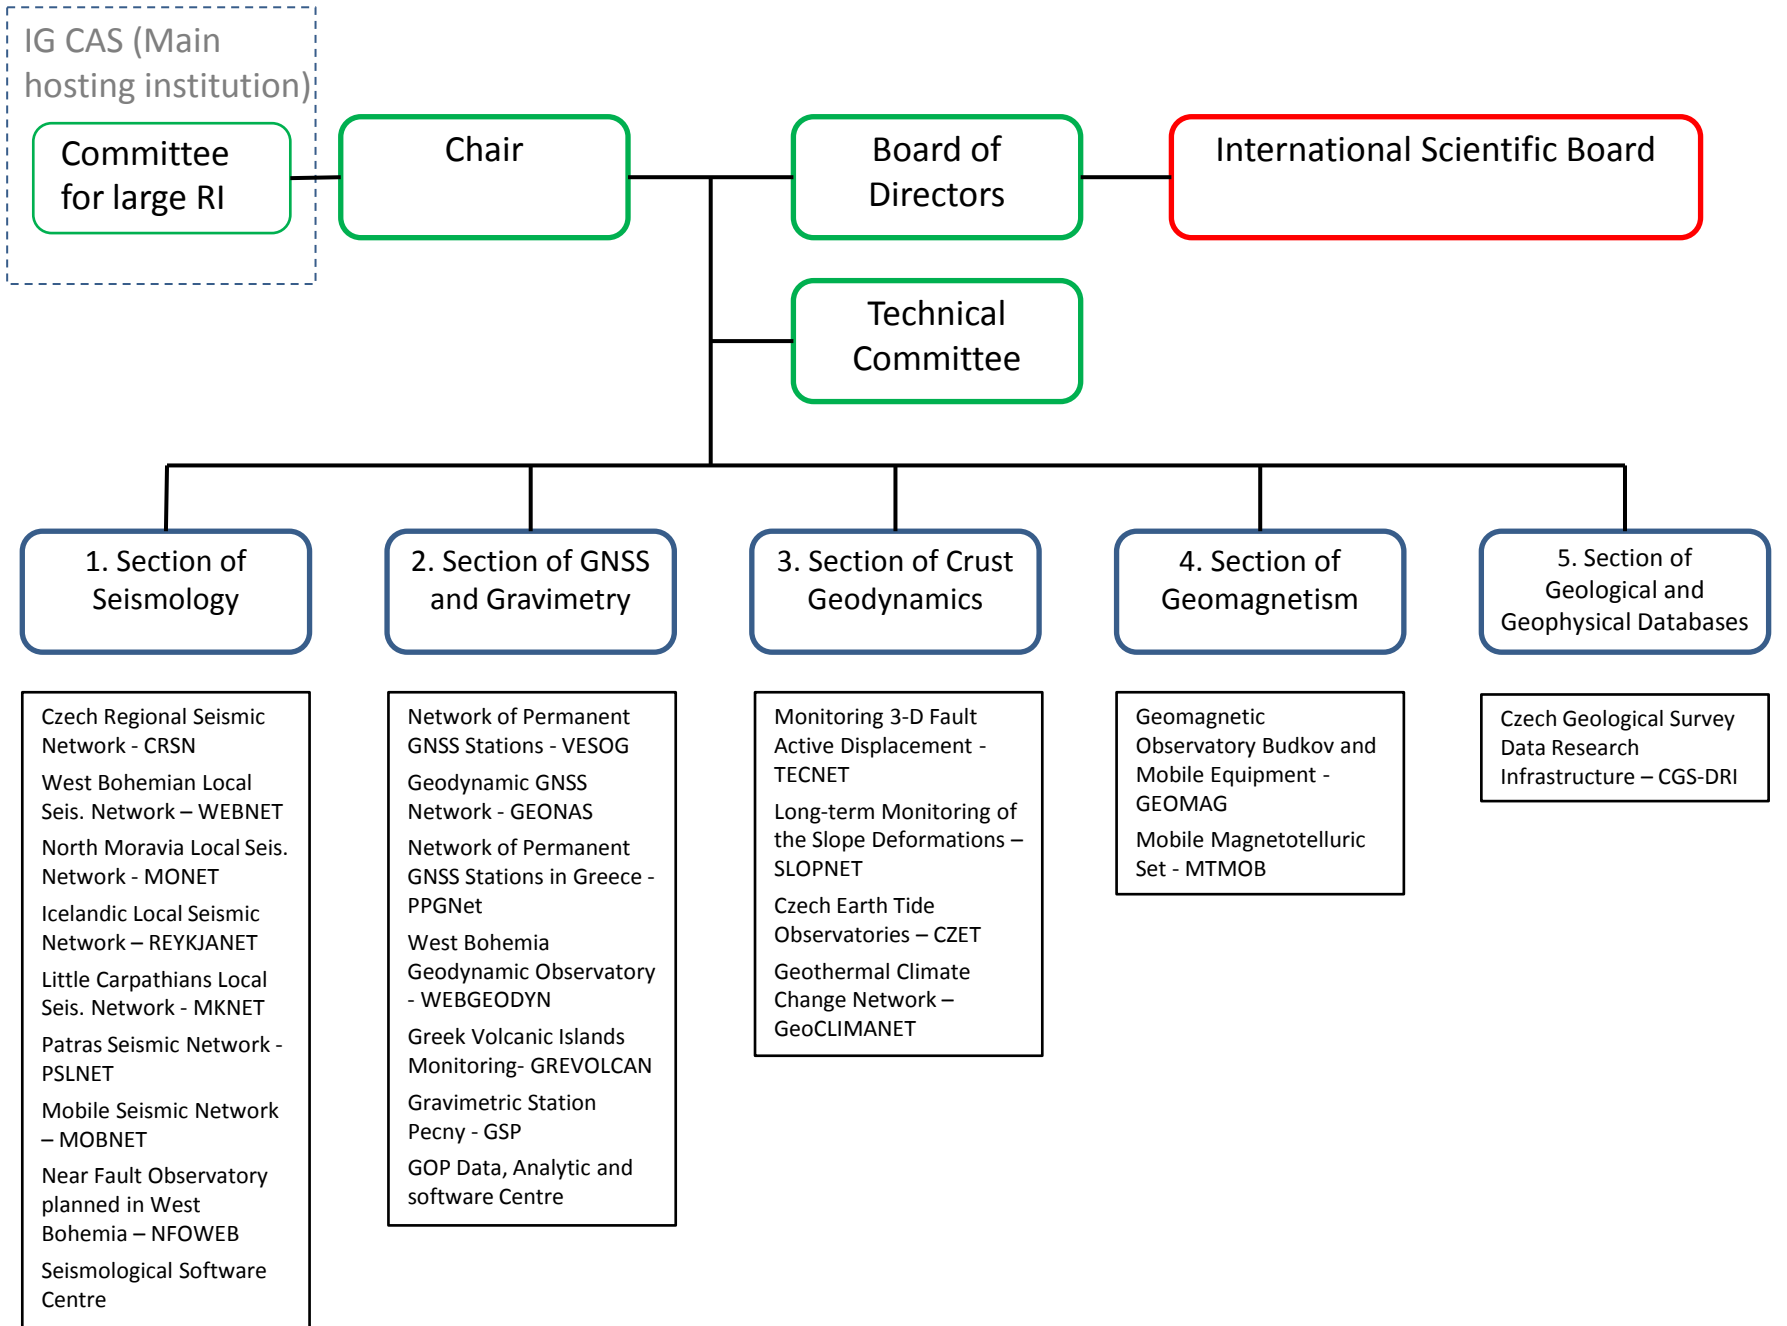 IG CAS (Main
hosting institution)
Committee
for large RI
Chair
Board of
Directors
International Scientific Board
Technical
Committee
1. Section of
Seismology
2. Section of GNSS
and Gravimetry
3. Section of Crust
Geodynamics
4. Section of
Geomagnetism
5. Section of
Geological and
Geophysical Databases
Czech Regional Seismic
Network - CRSN
West Bohemian Local
Seis. Network – WEBNET
North Moravia Local Seis.
Network - MONET
Icelandic Local Seismic
Network – REYKJANET
Little Carpathians Local
Seis. Network - MKNET
Patras Seismic Network -
PSLNET
Mobile Seismic Network
– MOBNET
Near Fault Observatory
planned in West
Bohemia – NFOWEB
Seismological Software
Centre
Network of Permanent
GNSS Stations - VESOG
Geodynamic GNSS
Network - GEONAS
Network of Permanent
GNSS Stations in Greece -
PPGNet
West Bohemia
Geodynamic Observatory
- WEBGEODYN
Greek Volcanic Islands
Monitoring- GREVOLCAN
Gravimetric Station
Pecny - GSP
GOP Data, Analytic and
software Centre
Monitoring 3-D Fault
Active Displacement -
TECNET
Long-term Monitoring of
the Slope Deformations –
SLOPNET
Czech Earth Tide
Observatories – CZET
Geothermal Climate
Change Network –
GeoCLIMANET
Geomagnetic
Observatory Budkov and
Mobile Equipment -
GEOMAG
Mobile Magnetotelluric
Set - MTMOB
Czech Geological Survey
Data Research
Infrastructure – CGS-DRI